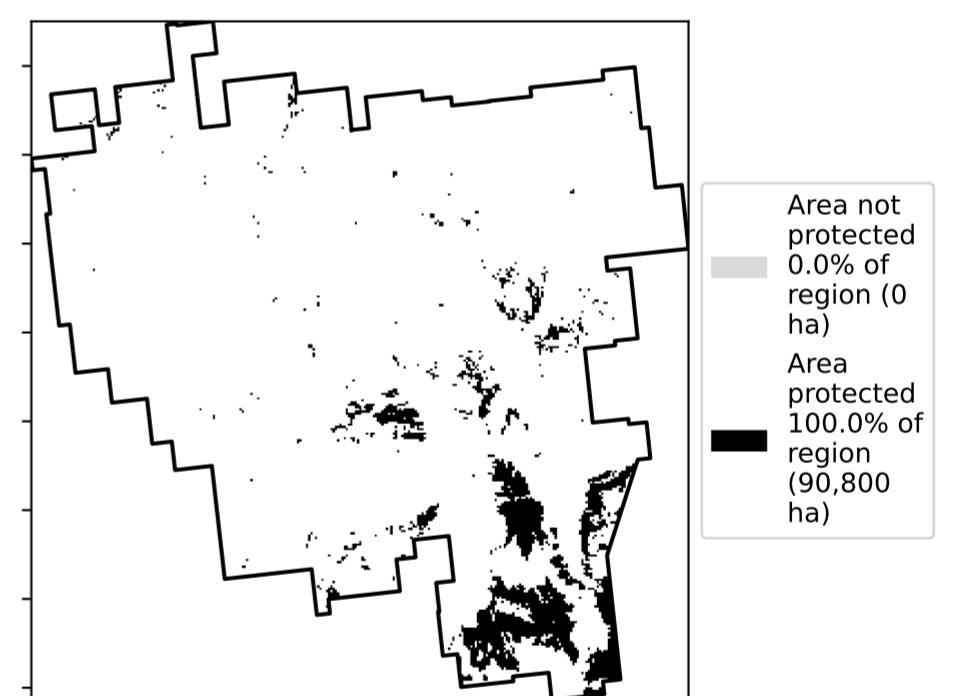 Area not
protected
0.0% of
region (0
ha)
Area
protected
100.0% of
region
(90,800
ha)